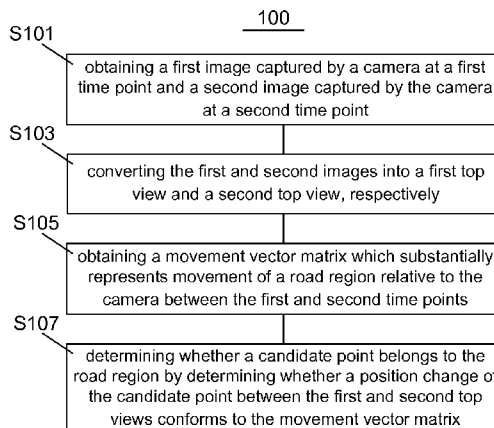 100
S101
obtaining a first image captured by a camera at a first
time point and a second image captured by the camera
at a second time point
S103
converting the first and second images into a first top
view and a second top view, respectively
S105
obtaining a movement vector matrix which substantially
represents movement of a road region relative to the
camera between the first and second time points
S107
determining whether a candidate point belongs to the
road region by determining whether a position change of
the candidate point between the first and second top
views conforms to the movement vector matrix